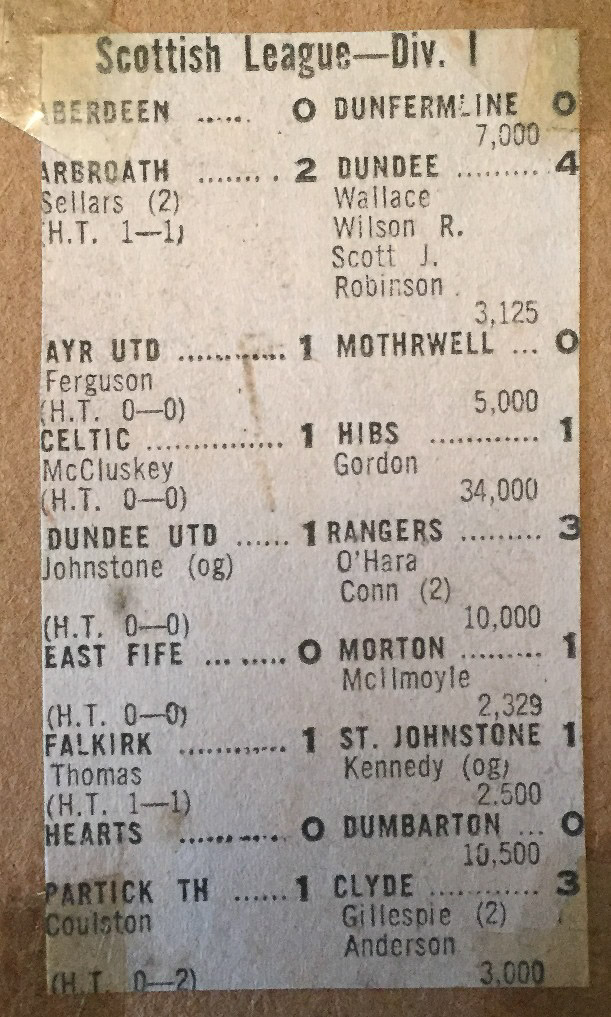 Scottish League—Div. I
ABERDEEN ...... 0 DUNFERMLINE 0
7,000
ARBROATH ........ 2 DUNDEE ......... 4
Sellars (2) Wallace
(H.T. 1—1) Wilson R.
Scott J.
Robinson
3,125
AYR UTD ............ 1 MOTHRWELL ... 0
Ferguson
(H.T. 0—0) 5,000
CELTIC ............... 1 HIBS ............ 1
McCluskey Gordon
(H.T. 0—0) 34,000
DUNDEE UTD ...... 1 RANGERS ......... 3
Johnstone (og) O'Hara
Conn (2)
(H.T. 0—0) 10,000
EAST FIFE ... ..... 0 MORTON ......... 1
McIlmoyle
(H.T. 0—0) 2,329
FALKIRK ............ 1 ST. JOHNSTONE 1
Thomas Kennedy (og)
(H.T. 1—1) 2.500
HEARTS ........... 0 DUMBARTON ... 0
10,500
PARTICK TH ...... 1 CLYDE ............ 3
Coulston Gillespie (2)
Anderson
(H.T. 0—2) 3,000